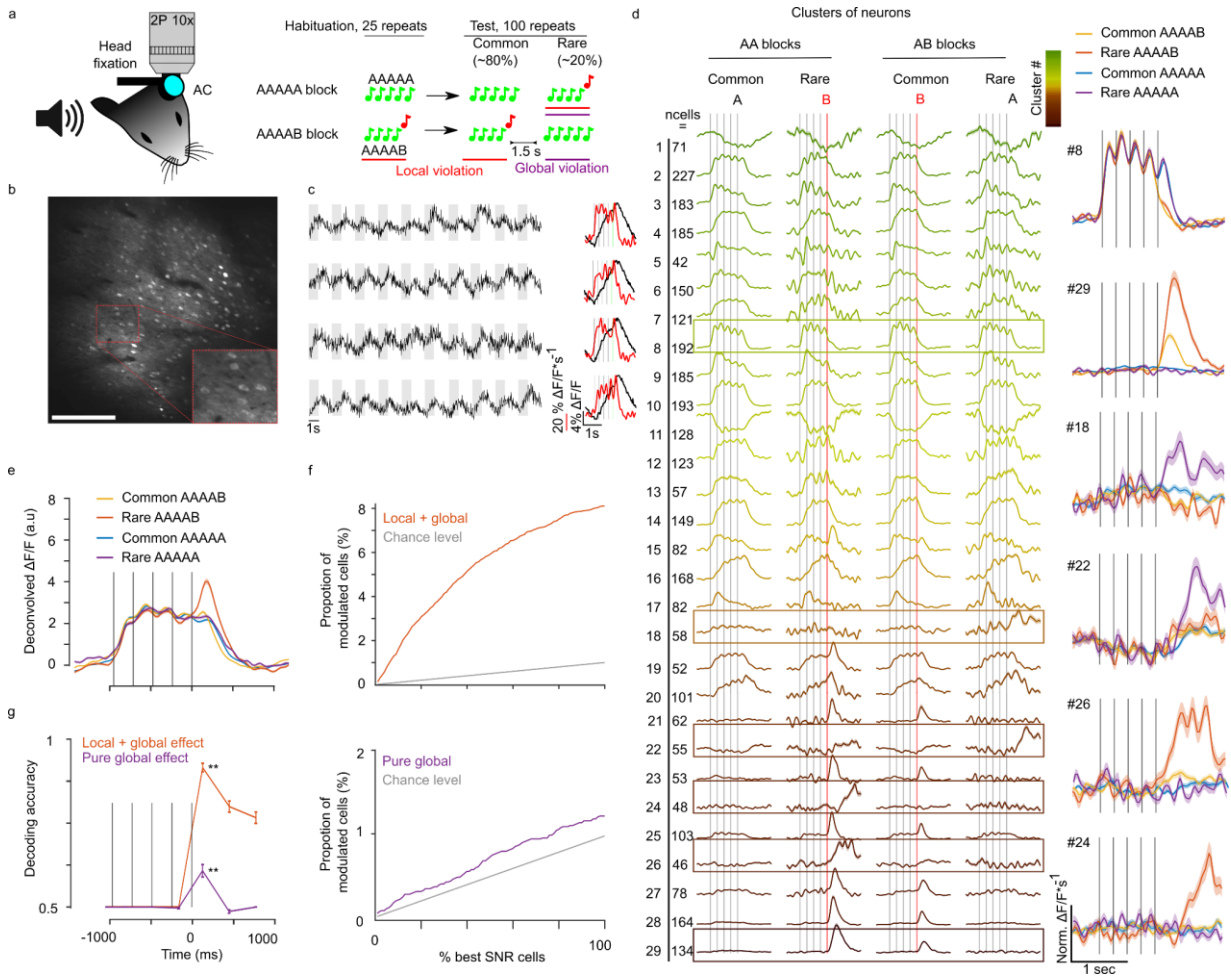 a
2P 10x
Head
fixation
AC
Habituation, 25 repeats
Test, 100 repeats
Common
(~80%)
Rare
(~20%)
AAAAA block
AAAAA
AAAAB block
AAAAB
1.5 s
Local violation
Global violation
b
c
1s
20 % ΔF/F*s⁻¹
4% ΔF/F
1s
d
Clusters of neurons
AA blocks
AB blocks
Common
Rare
Common
Rare
A
B
B
A
Cluster #
ncells
=
1 71
2 227
3 183
4 185
5 42
6 150
7 121
8 192
9 185
10 193
11 128
12 123
13 57
14 149
15 82
16 168
17 82
18 58
19 52
20 101
21 62
22 55
23 53
24 48
25 103
26 46
27 78
28 164
29 134
Common AAAAB
Rare AAAAB
Common AAAAA
Rare AAAAA
#8
#29
#18
#22
#26
#24
Norm. ΔF/F*s⁻¹
1 sec
e
Common AAAAB
Rare AAAAB
Common AAAAA
Rare AAAAA
Deconvolved ΔF/F (a.u)
8
6
4
2
0
f
Local + global
Chance level
Propotion of
modulated cells (%)
8
6
4
2
0
Pure global
Chance level
Propotion of
modulated cells (%)
2
1
0
0
100
% best SNR cells
g
Local + global effect
Pure global effect
**
**
Decoding accuracy
1
0.5
-1000
0
1000
Time (ms)